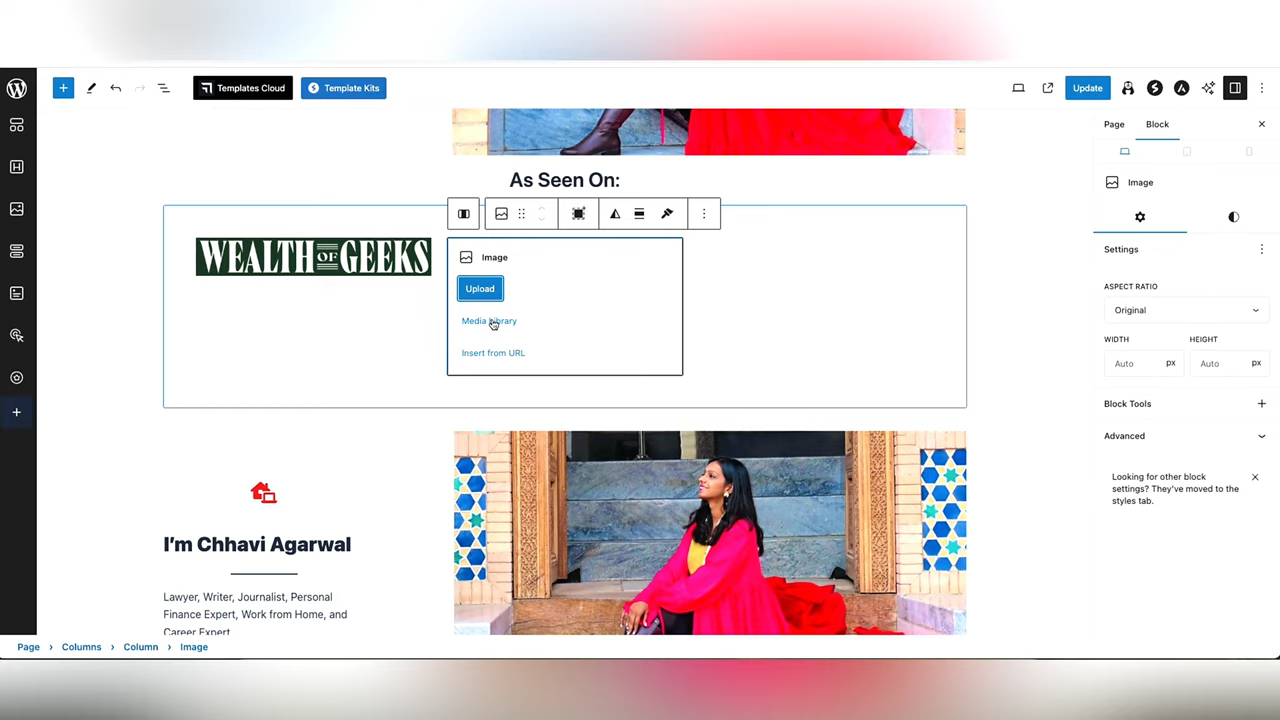 Templates Cloud
Template Kits
Update
Page
Block
As Seen On:
Image
Settings
WEALTH OF GEEKS
Image
Upload
Media Library
Insert from URL
ASPECT RATIO
Original
WIDTH
HEIGHT
Auto px
Auto px
Block Tools
Advanced
Looking for other block
settings? They've moved to the
styles tab.
I'm Chhavi Agarwal
Lawyer, Writer, Journalist, Personal
Finance Expert, Work from Home, and
Career Expert
Page > Columns > Column > Image